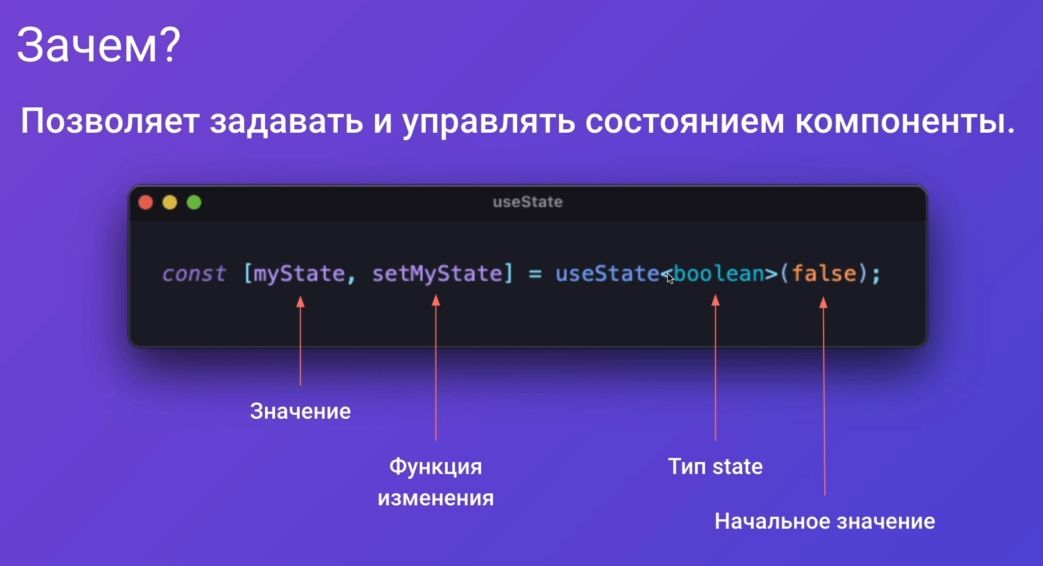 Зачем?
Позволяет задавать и управлять состоянием компоненты.
useState
const [myState, setMyState] = useState<boolean>(false);
Значение
Функция
изменения
Тип state
Начальное значение